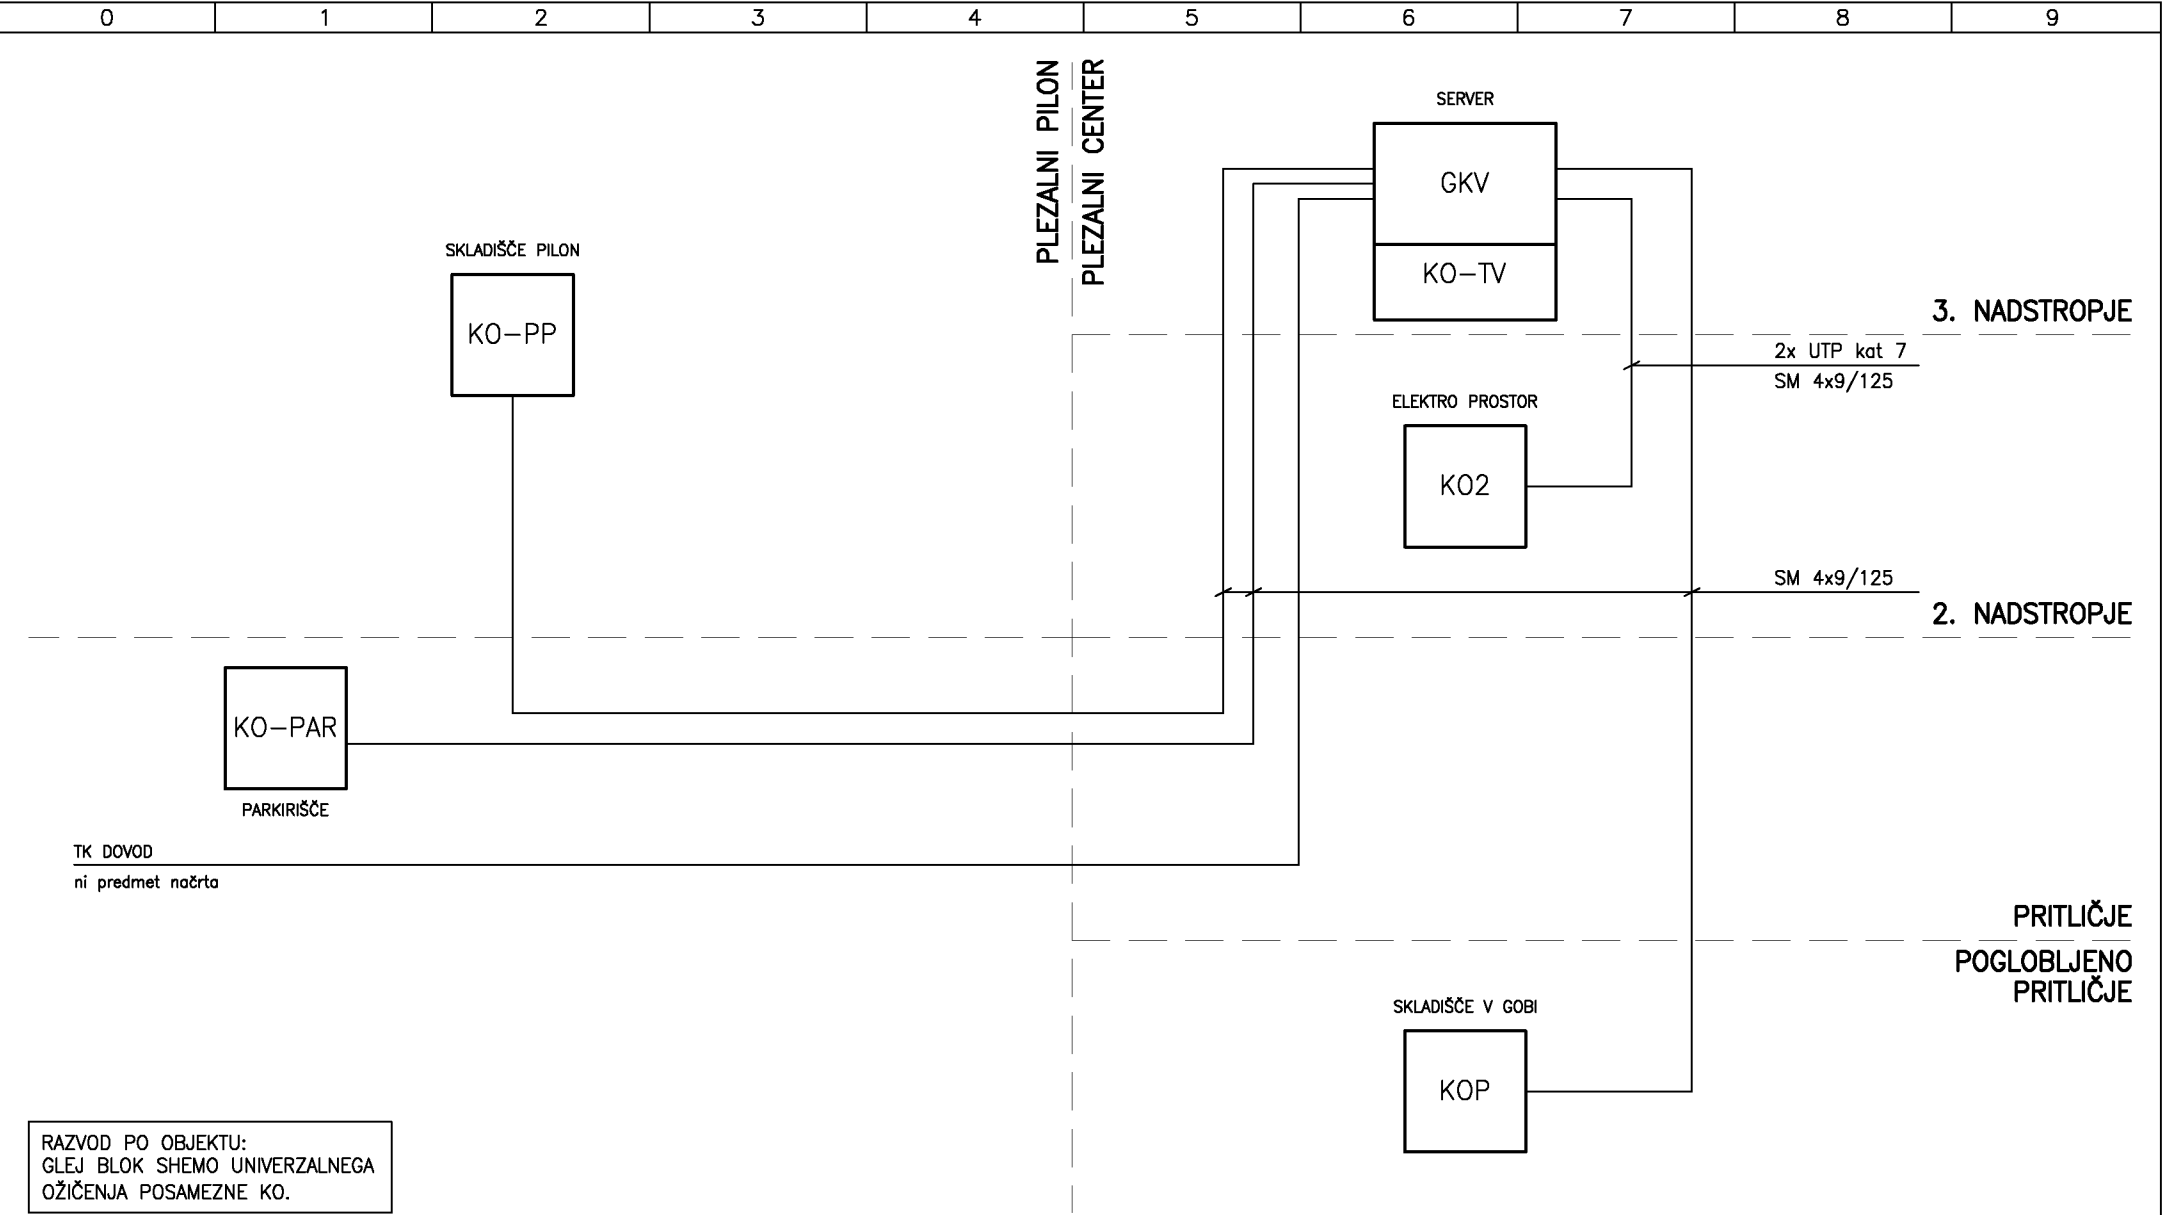 0 1 2 3 4 5 6 7 8 9
PLEZALNI PILON
PLEZALNI CENTER
SERVER
GKV
KO-TV
SKLADIŠČE PILON
KO-PP
3. NADSTROPJE
2x UTP kat 7
SM 4x9/125
ELEKTRO PROSTOR
KO2
SM 4x9/125
2. NADSTROPJE
KO-PAR
PARKIRIŠČE
TK DOVOD
ni predmet načrta
PRITLIČJE
POGLOBLJENO
PRITLIČJE
SKLADIŠČE V GOBI
KOP
RAZVOD PO OBJEKTU:
GLEJ BLOK SHEMO UNIVERZALNEGA
OŽIČENJA POSAMEZNE KO.